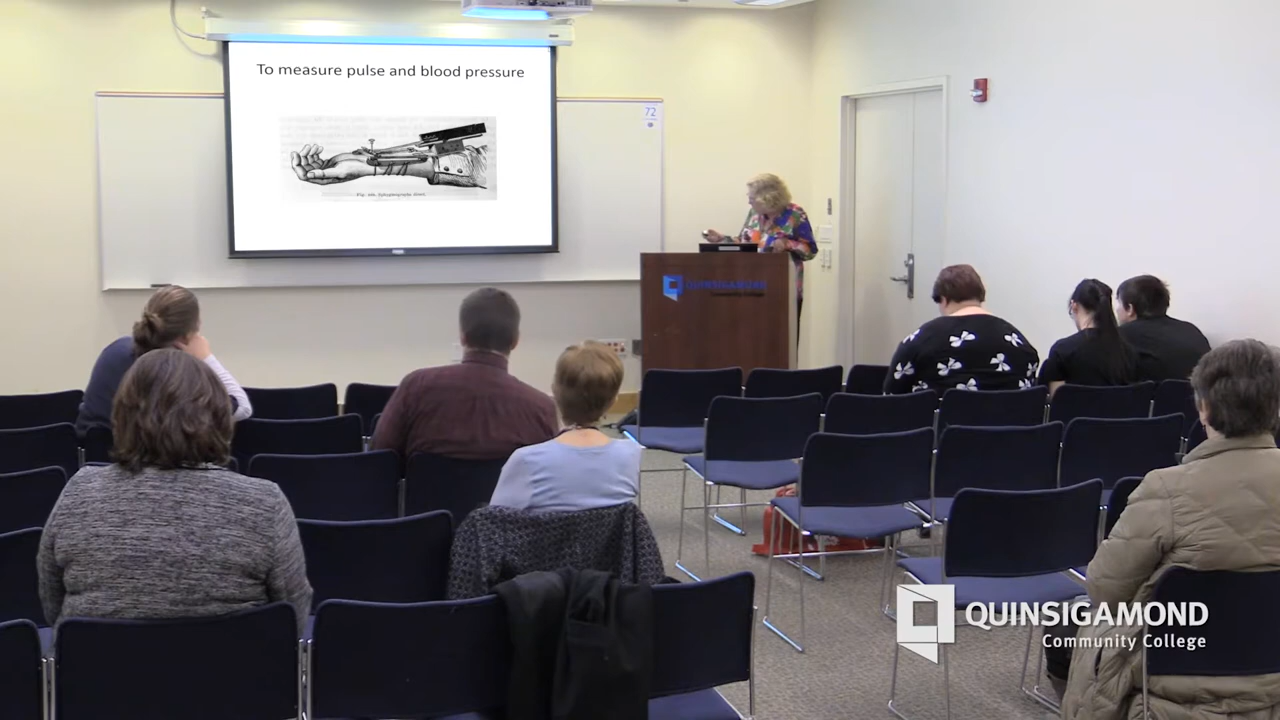 To measure pulse and blood pressure
72
QUINSIGAMOND
QUINSIGAMOND
Community College